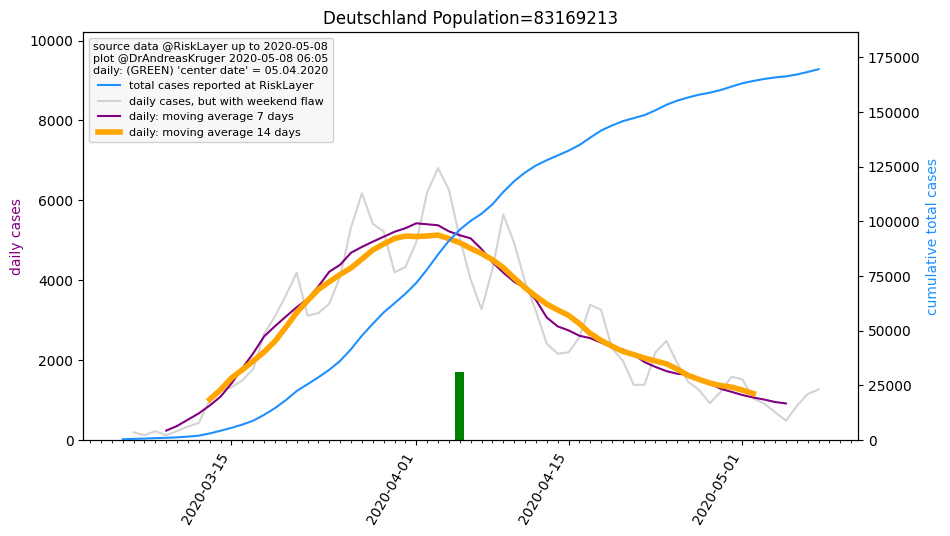 Deutschland Population=83169213
source data @RiskLayer up to 2020-05-08
plot @DrAndreasKruger 2020-05-08 06:05
daily: (GREEN) 'center date' = 05.04.2020
total cases reported at RiskLayer
daily cases, but with weekend flaw
daily: moving average 7 days
daily: moving average 14 days
daily cases
10000
8000
6000
4000
2000
0
cumulative total cases
175000
150000
125000
100000
75000
50000
25000
0
2020-03-15
2020-04-01
2020-04-15
2020-05-01